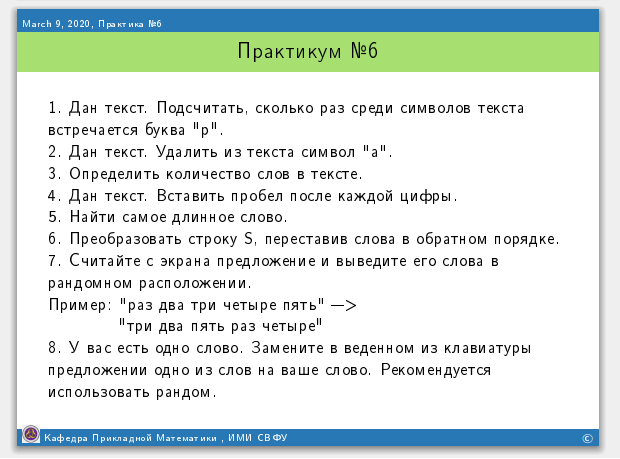 March 9, 2020, Практика №6
Практикум №6
1. Дан текст. Подсчитать, сколько раз среди символов текста
встречается буква "р".
2. Дан текст. Удалить из текста символ "а".
3. Определить количество слов в тексте.
4. Дан текст. Вставить пробел после каждой цифры.
5. Найти самое длинное слово.
6. Преобразовать строку S, переставив слова в обратном порядке.
7. Считайте с экрана предложение и выведите его слова в
рандомном расположении.
Пример: "раз два три четыре пять" —>
"три два пять раз четыре"
8. У вас есть одно слово. Замените в веденном из клавиатуры
предложении одно из слов на ваше слово. Рекомендуется
использовать рандом.
Кафедра Прикладной Математики , ИМИ СВФУ ©